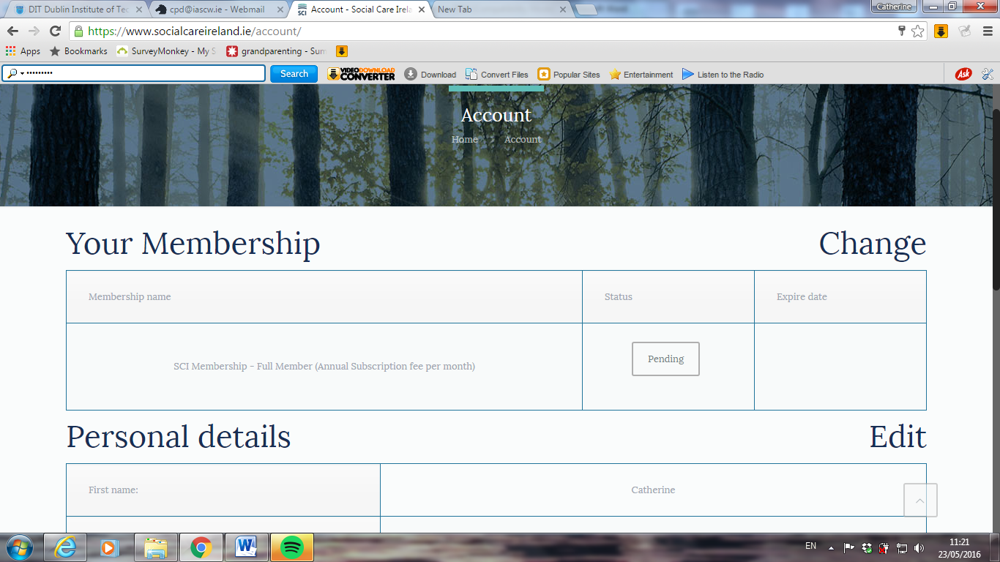 DIT Dublin Institute of Tec
cpd@iascw.ie - Webmail
SCI
Account - Social Care Irela
New Tab
Catherine
https://www.socialcareireland.ie/account/
Apps
Bookmarks
SurveyMonkey - My S
grandparenting - Sum
•••••••••
Search
VIDEO DOWNLOAD CONVERTER
Download
Convert Files
Popular Sites
Entertainment
Listen to the Radio
Ask
Account
Home > Account
Your Membership
Change
Membership name
Status
Expire date
SCI Membership - Full Member (Annual Subscription fee per month)
Pending
Personal details
Edit
First name:
Catherine
EN
11:21
23/05/2016